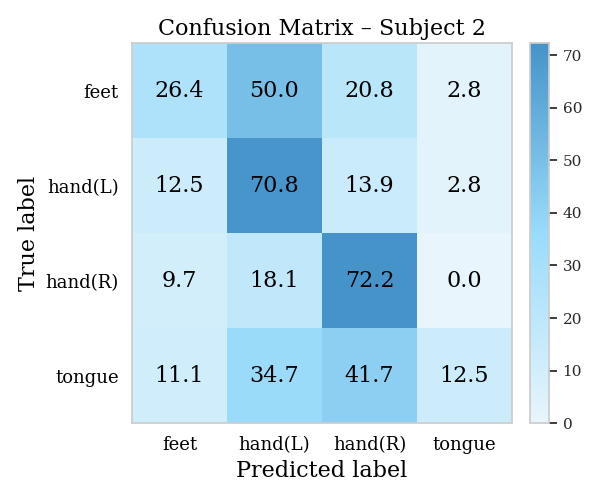 Confusion Matrix – Subject 2
True label
feet 26.4 50.0 20.8 2.8
hand(L) 12.5 70.8 13.9 2.8
hand(R) 9.7 18.1 72.2 0.0
tongue 11.1 34.7 41.7 12.5
feet hand(L) hand(R) tongue
Predicted label
70
60
50
40
30
20
10
0